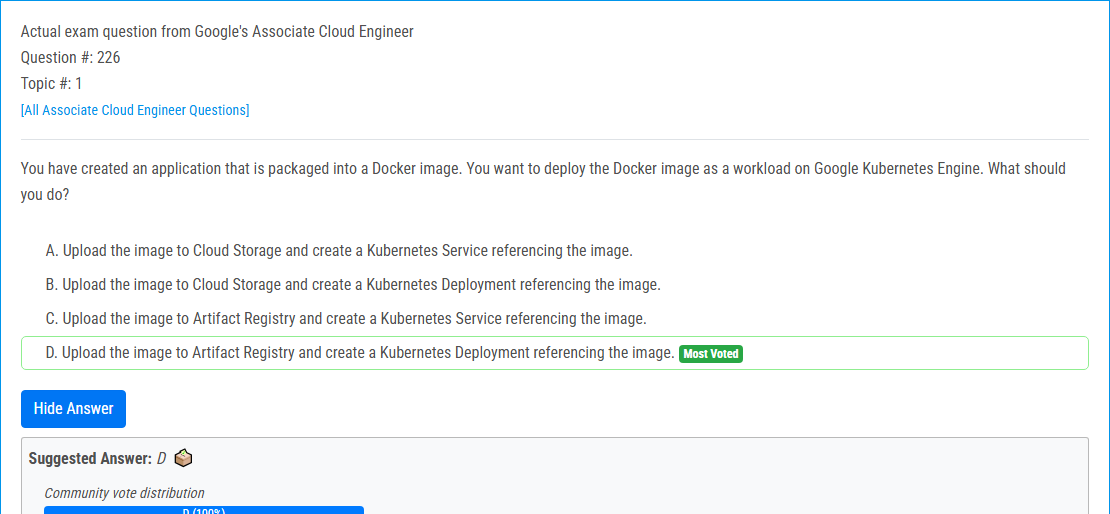 Actual exam question from Google's Associate Cloud Engineer
Question #: 226
Topic #: 1
[All Associate Cloud Engineer Questions]
You have created an application that is packaged into a Docker image. You want to deploy the Docker image as a workload on Google Kubernetes Engine. What should
you do?
A. Upload the image to Cloud Storage and create a Kubernetes Service referencing the image.
B. Upload the image to Cloud Storage and create a Kubernetes Deployment referencing the image.
C. Upload the image to Artifact Registry and create a Kubernetes Service referencing the image.
D. Upload the image to Artifact Registry and create a Kubernetes Deployment referencing the image. Most Voted
Hide Answer
Suggested Answer: D
Community vote distribution
D (100%)